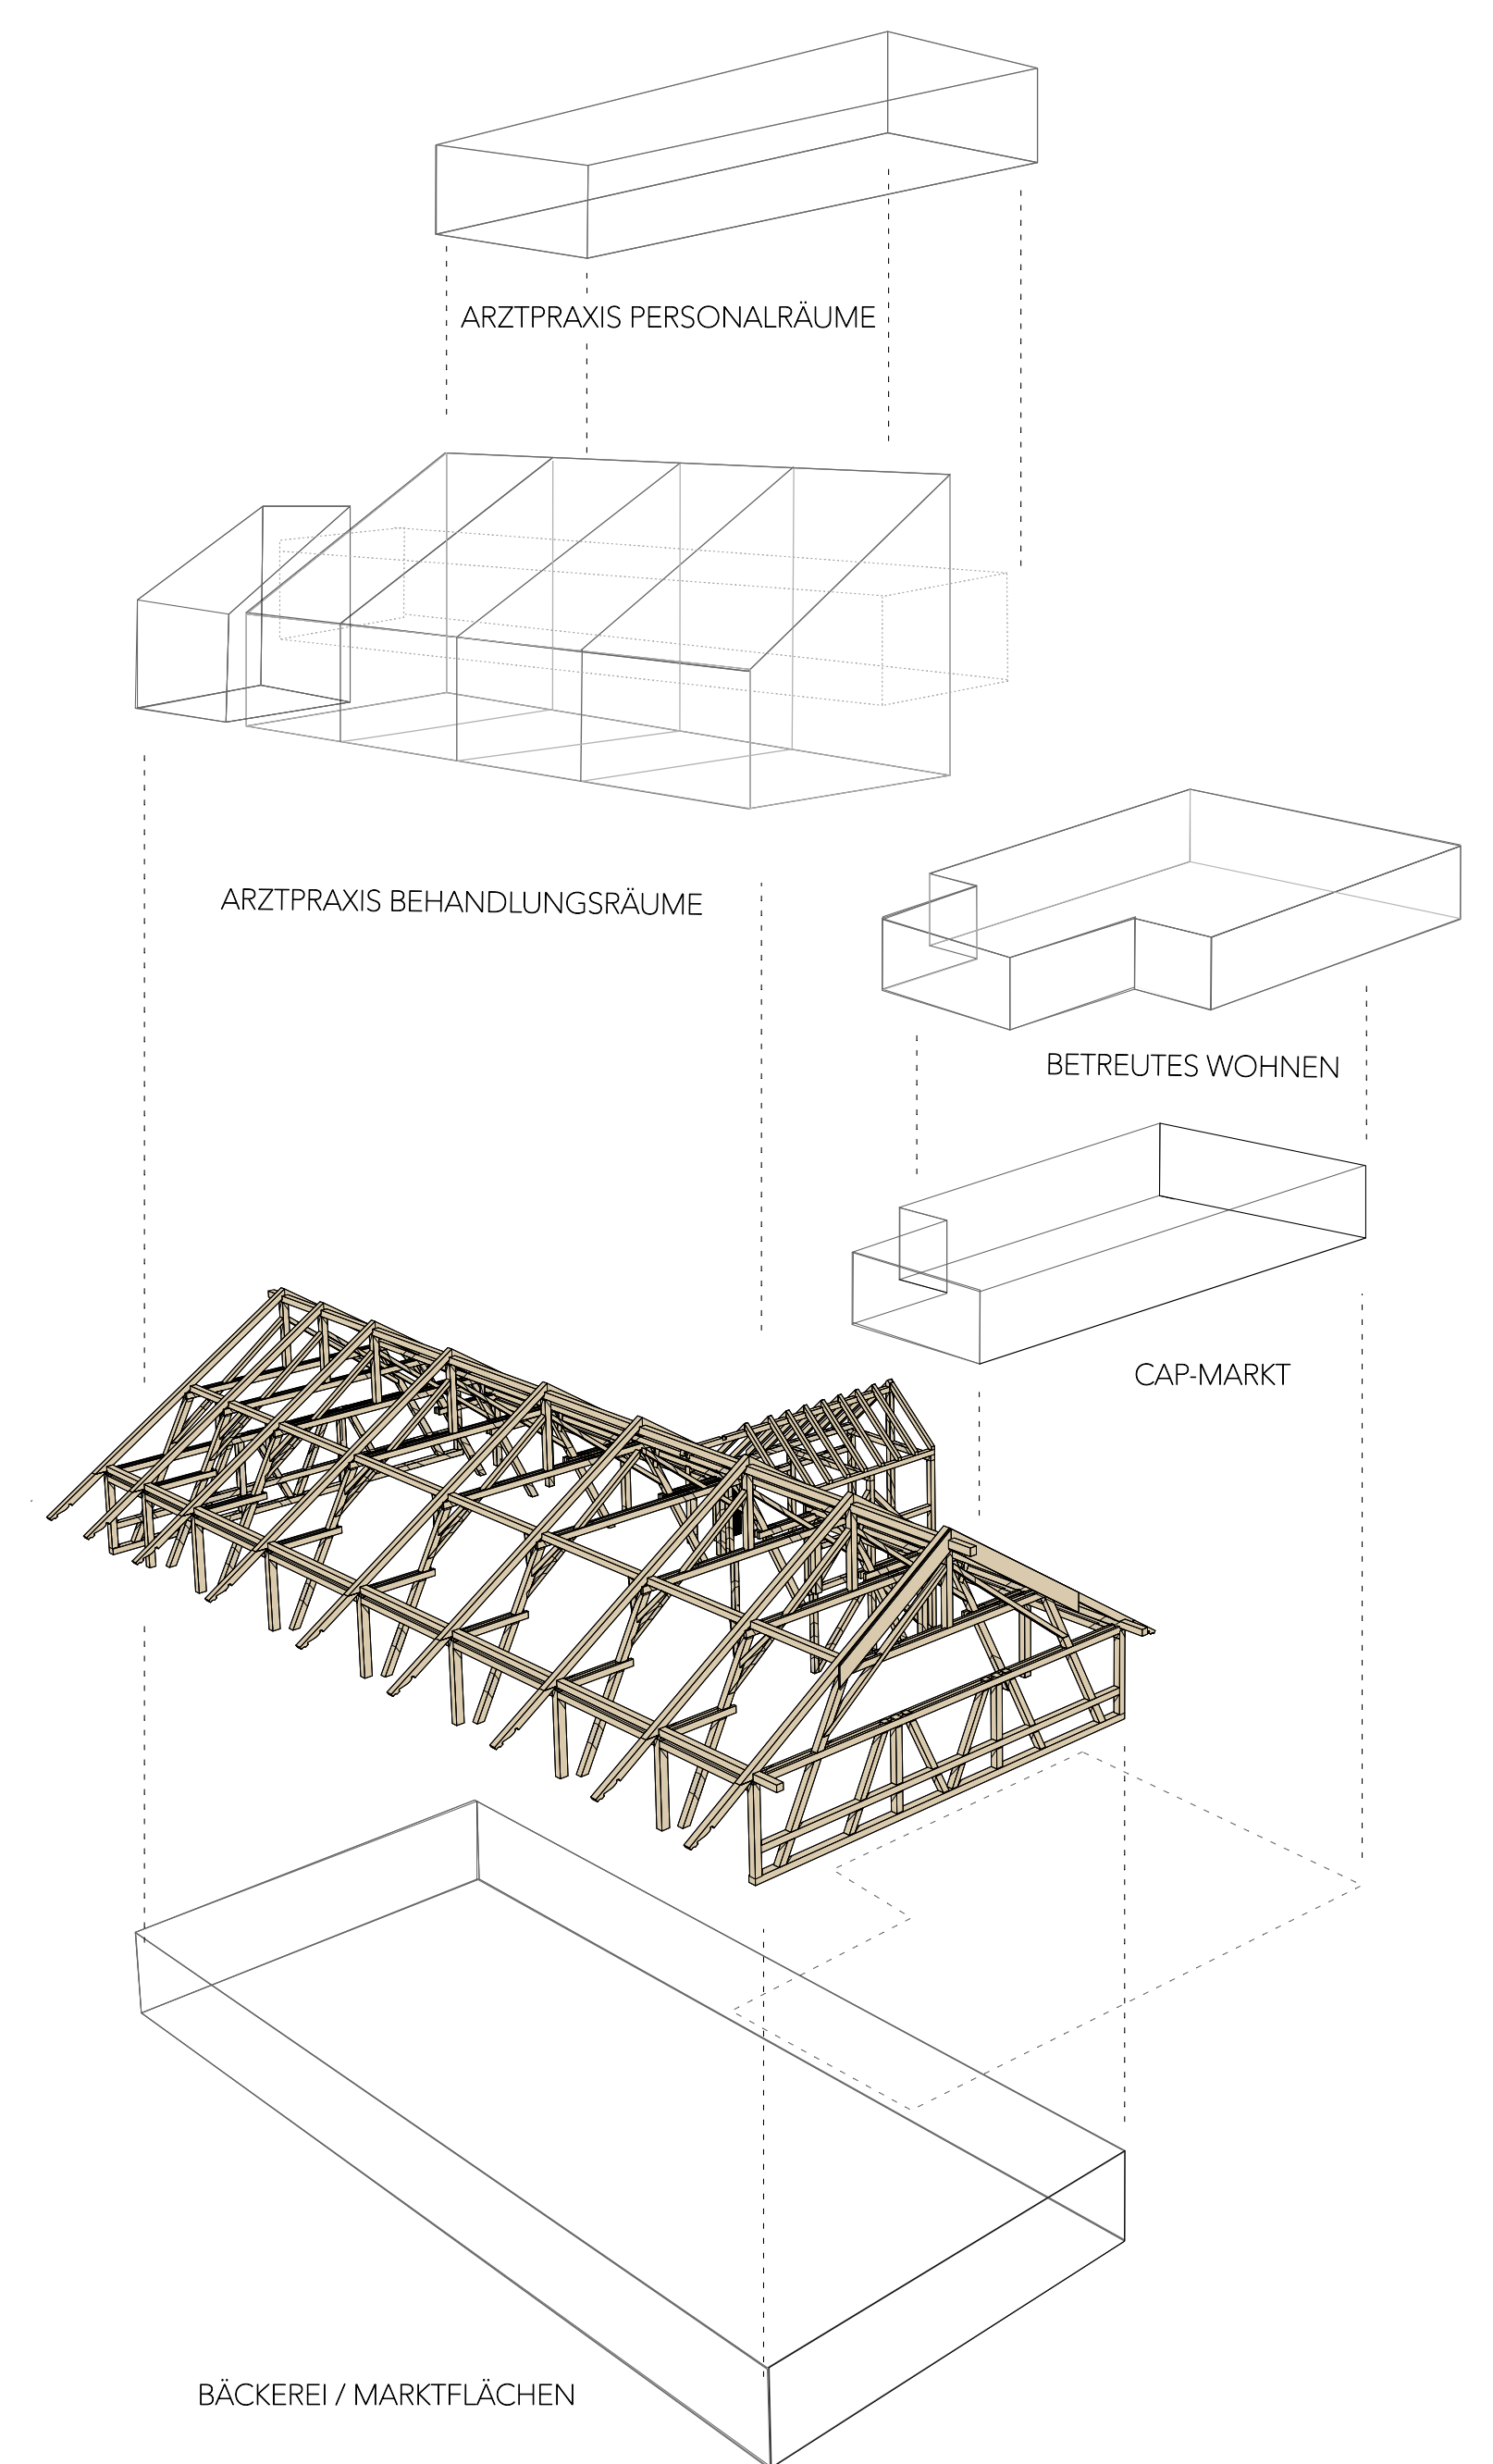 ARZTPRAXIS PERSONALRÄUME
ARZTPRAXIS BEHANDLUNGSRÄUME
BETREUTES WOHNEN
CAP-MARKT
BÄCKEREI / MARKTFLÄCHEN